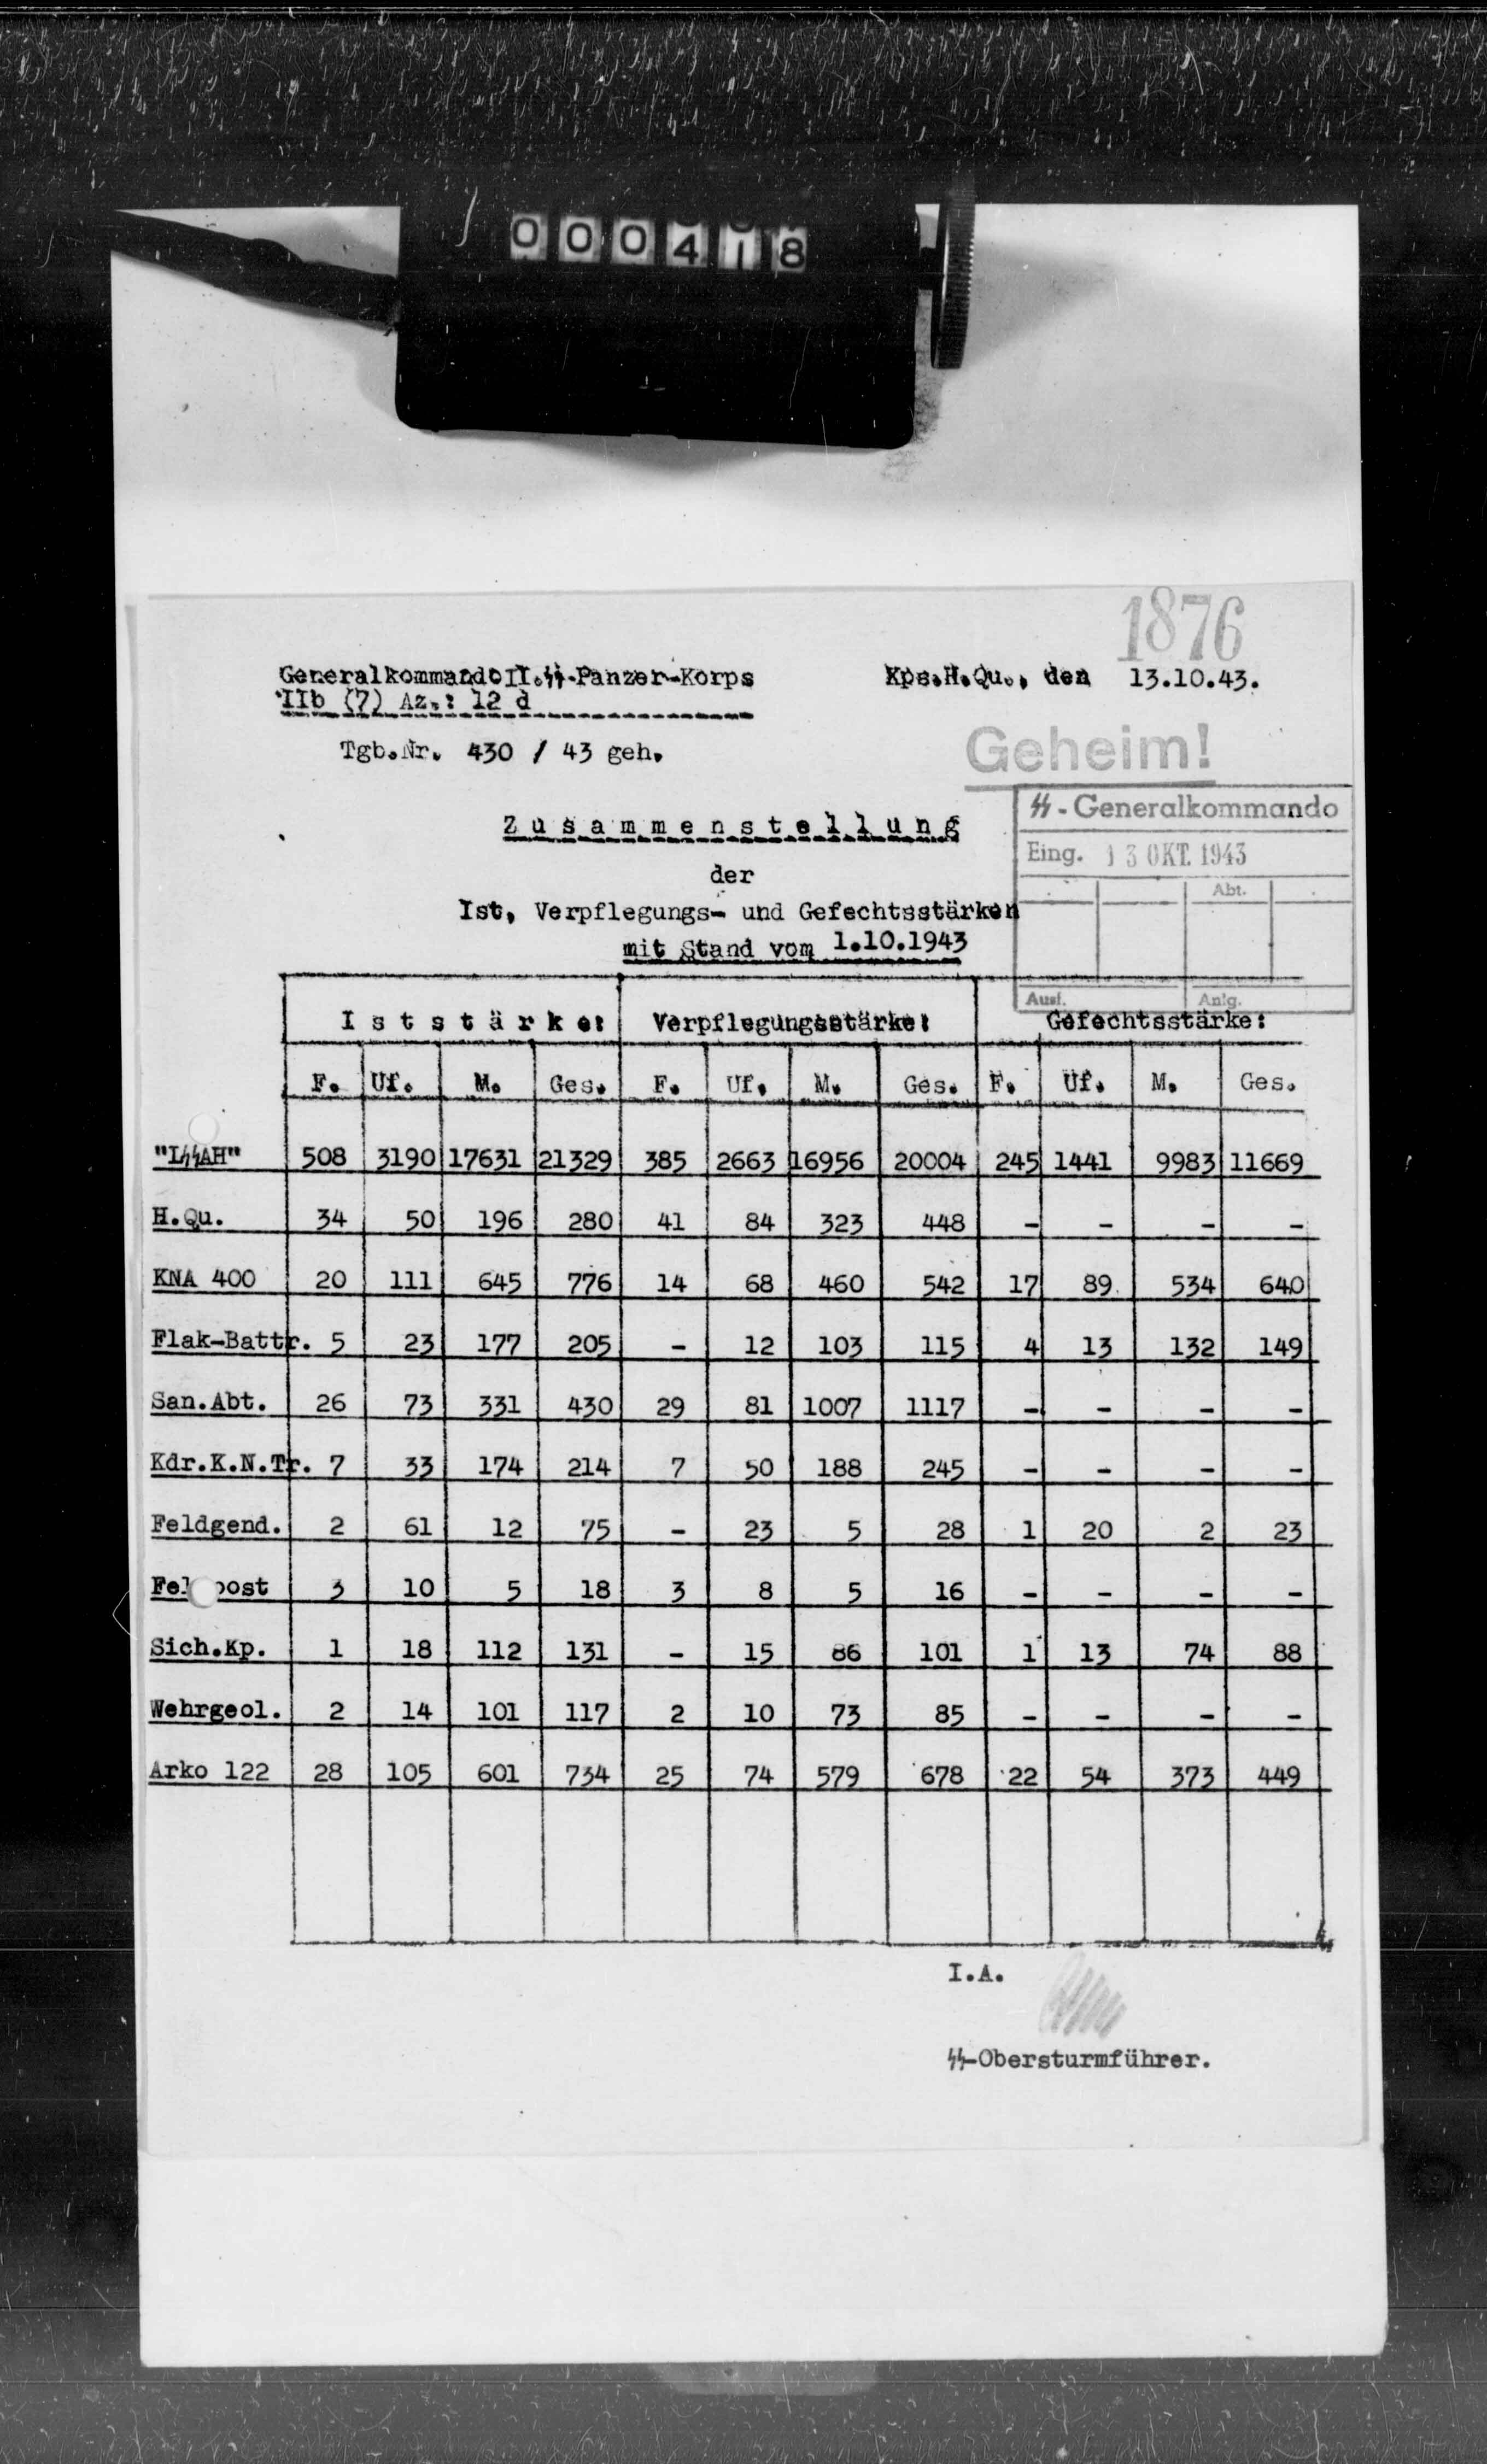 000418
1876
Generalkommando II.SS-Panzer-Korps
IIb (7) Az.: 12 d
Kps.H.Qu., den 13.10.43.
Tgb.Nr. 430 / 43 geh.
Geheim!
SS-Generalkommando
Eing. 13 OKT. 1943
Abt.
Ausf. Anlg.
Zusammenstellung
der
Ist, Verpflegungs- und Gefechtsstärken
mit Stand vom 1.10.1943
Iststärke: Verpflegungsstärke: Gefechtsstärke:
F. Uf. M. Ges. F. Uf. M. Ges. F. Uf. M. Ges.
"LSSAH" 508 3190 17631 21329 385 2663 16956 20004 245 1441 9983 11669
H.Qu. 34 50 196 280 41 84 323 448 - - - -
KNA 400 20 111 645 776 14 68 460 542 17 89 534 640
Flak-Battr. 5 23 177 205 - 12 103 115 4 13 132 149
San.Abt. 26 73 331 430 29 81 1007 1117 - - - -
Kdr.K.N.Tr. 7 33 174 214 7 50 188 245 - - - -
Feldgend. 2 61 12 75 - 23 5 28 1 20 2 23
Feldpost 3 10 5 18 3 8 5 16 - - - -
Sich.Kp. 1 18 112 131 - 15 86 101 1 13 74 88
Wehrgeol. 2 14 101 117 2 10 73 85 - - - -
Arko 122 28 105 601 734 25 74 579 678 22 54 373 449
I.A.
SS-Obersturmführer.